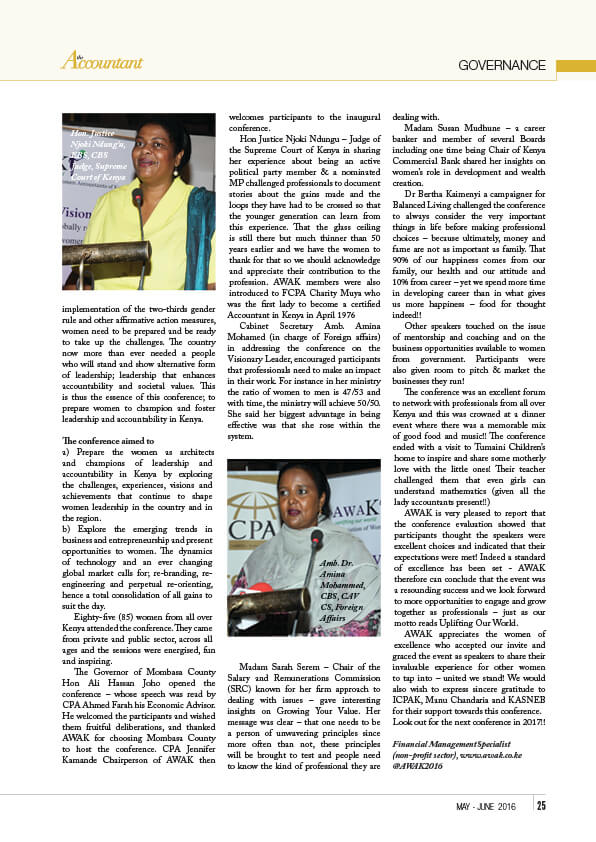 the
Accountant
GOVERNANCE
Hon. Justice
Njoki Ndung'u,
EBS, CBS
Judge, Supreme
Court of Kenya
implementation of the two-thirds gender
rule and other affirmative action measures,
women need to be prepared and be ready
to take up the challenges. The country
now more than ever needed a people
who will stand and show alternative form
of leadership; leadership that enhances
accountability and societal values. This
is thus the essence of this conference; to
prepare women to champion and foster
leadership and accountability in Kenya.
The conference aimed to
a) Prepare the women as architects
and champions of leadership and
accountability in Kenya by exploring
the challenges, experiences, visions and
achievements that continue to shape
women leadership in the country and in
the region.
b) Explore the emerging trends in
business and entrepreneurship and present
opportunities to women. The dynamics
of technology and an ever changing
global market calls for; re-branding, re-
engineering and perpetual re-orienting,
hence a total consolidation of all gains to
suit the day.
Eighty-five (85) women from all over
Kenya attended the conference. They came
from private and public sector, across all
ages and the sessions were energised, fun
and inspiring.
The Governor of Mombasa County
Hon Ali Hassan Joho opened the
conference – whose speech was read by
CPA Ahmed Farah his Economic Advisor.
He welcomed the participants and wished
them fruitful deliberations, and thanked
AWAK for choosing Mombasa County
to host the conference. CPA Jennifer
Kamande Chairperson of AWAK then
welcomes participants to the inaugural
conference.
Hon Justice Njoki Ndungu – Judge of
the Supreme Court of Kenya in sharing
her experience about being an active
political party member & a nominated
MP challenged professionals to document
stories about the gains made and the
loops they have had to be crossed so that
the younger generation can learn from
this experience. That the glass ceiling
is still there but much thinner than 50
years earlier and we have the women to
thank for that so we should acknowledge
and appreciate their contribution to the
profession. AWAK members were also
introduced to FCPA Charity Muya who
was the first lady to become a certified
Accountant in Kenya in April 1976
Cabinet Secretary Amb. Amina
Mohamed (in charge of Foreign affairs)
in addressing the conference on the
Visionary Leader, encouraged participants
that professionals need to make an impact
in their work. For instance in her ministry
the ratio of women to men is 47/53 and
with time, the ministry will achieve 50/50.
She said her biggest advantage in being
effective was that she rose within the
system.
CPA
AWAK
Amb. Dr.
Amina
Mohammed,
CBS, CAV
CS, Foreign
Affairs
Madam Sarah Serem – Chair of the
Salary and Remunerations Commission
(SRC) known for her firm approach to
dealing with issues – gave interesting
insights on Growing Your Value. Her
message was clear – that one needs to be
a person of unwavering principles since
more often than not, these principles
will be brought to test and people need
to know the kind of professional they are
dealing with.
Madam Susan Mudhune – a career
banker and member of several Boards
including one time being Chair of Kenya
Commercial Bank shared her insights on
women's role in development and wealth
creation.
Dr Bertha Kaimenyi a campaigner for
Balanced Living challenged the conference
to always consider the very important
things in life before making professional
choices – because ultimately, money and
fame are not as important as family. That
90% of our happiness comes from our
family, our health and our attitude and
10% from career – yet we spend more time
in developing career than in what gives
us more happiness – food for thought
indeed!!
Other speakers touched on the issue
of mentorship and coaching and on the
business opportunities available to women
from government. Participants were
also given room to pitch & market the
businesses they run!
The conference was an excellent forum
to network with professionals from all over
Kenya and this was crowned at a dinner
event where there was a memorable mix
of good food and music!! The conference
ended with a visit to Tumaini Children's
home to inspire and share some motherly
love with the little ones! Their teacher
challenged them that even girls can
understand mathematics (given all the
lady accountants present!!)
AWAK is very pleased to report that
the conference evaluation showed that
participants thought the speakers were
excellent choices and indicated that their
expectations were met! Indeed a standard
of excellence has been set - AWAK
therefore can conclude that the event was
a resounding success and we look forward
to more opportunities to engage and grow
together as professionals – just as our
motto reads Uplifting Our World.
AWAK appreciates the women of
excellence who accepted our invite and
graced the event as speakers to share their
invaluable experience for other women
to tap into – united we stand! We would
also wish to express sincere gratitude to
ICPAK, Manu Chandaria and KASNEB
for their support towards this conference.
Look out for the next conference in 2017!!
Financial Management Specialist
(non-profit sector), www.awak.co.ke
@AWAK2016
MAY - JUNE 2016 25